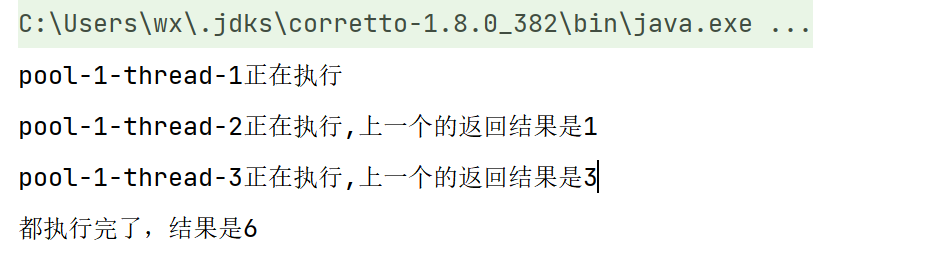 C:\Users\wx\.jdks\corretto-1.8.0_382\bin\java.exe ...
pool-1-thread-1正在执行
pool-1-thread-2正在执行,上一个的返回结果是1
pool-1-thread-3正在执行,上一个的返回结果是3
都执行完了，结果是6